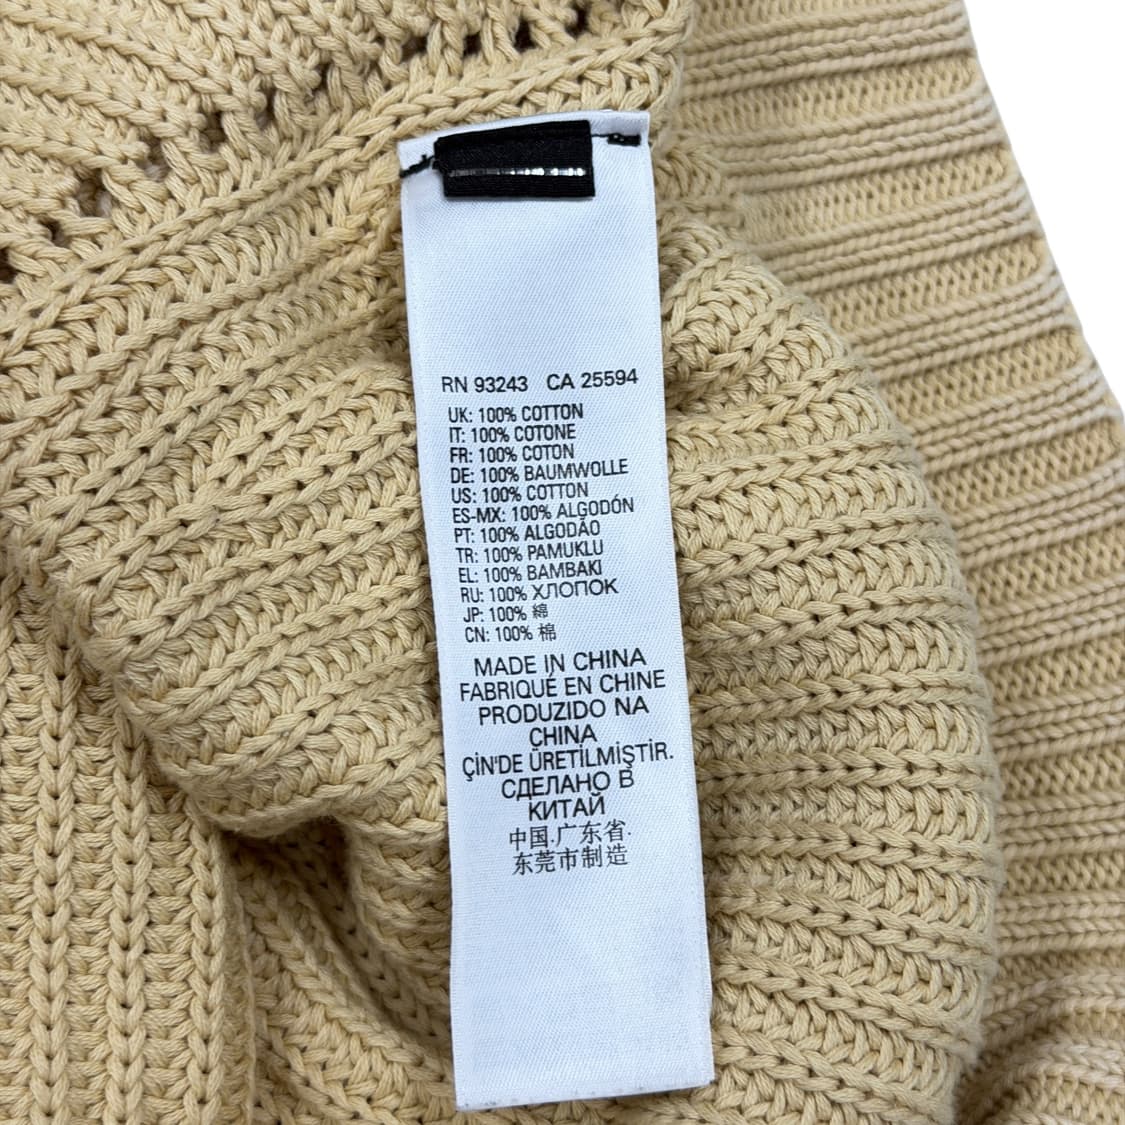 RN 93243 CA 25594
UK: 100% COTTON
IT: 100% COTONE
FR: 100% COTON
DE: 100% BAUMWOLLE
US: 100% COTTON
ES-MX: 100% ALGODÓN
PT: 100% ALGODÃO
TR: 100% PAMUKLU
EL: 100% BAMBAKI
RU: 100% ХЛОПОК
JP: 100% 綿
CN: 100% 棉
MADE IN CHINA
FABRIQUÉ EN CHINE
PRODUZIDO NA
CHINA
ÇİN'DE ÜRETİLMİŞTİR.
СДЕЛАНО В
КИТАЙ
中国.广东省.
东莞市制造